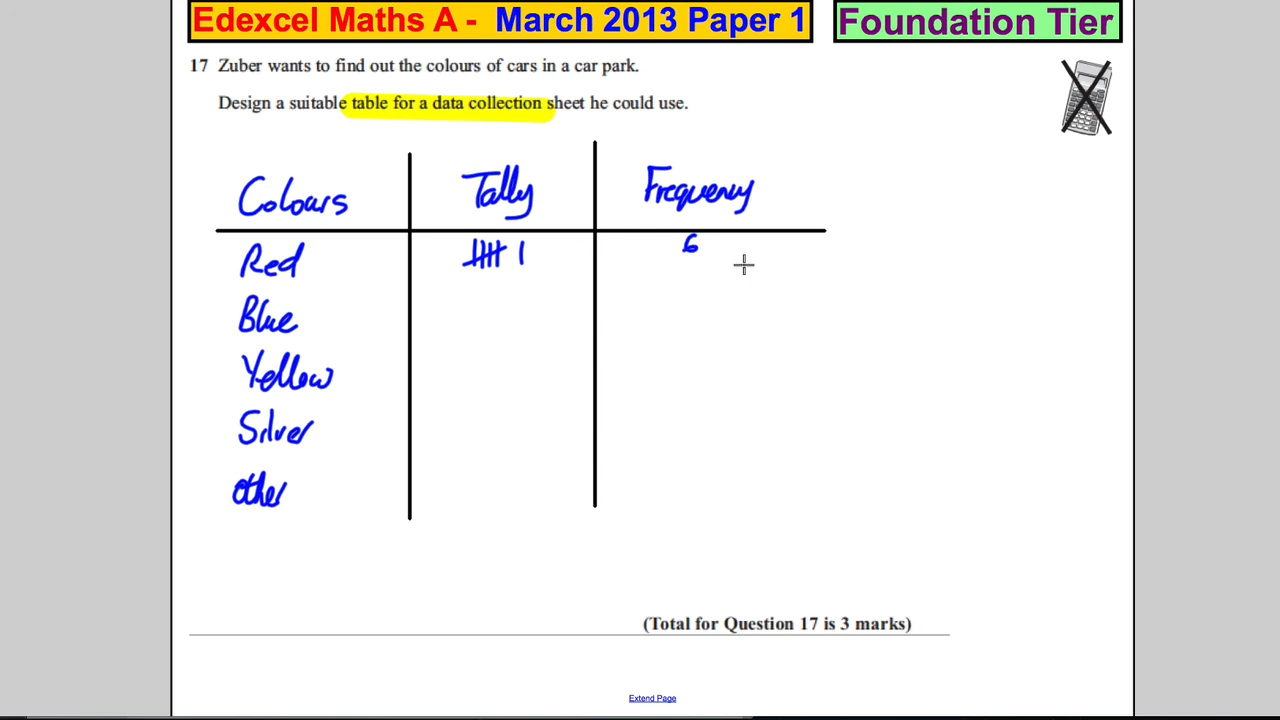 Edexcel Maths A - March 2013 Paper 1
Foundation Tier
17 Zuber wants to find out the colours of cars in a car park.
Design a suitable table for a data collection sheet he could use.
Colours Tally Frequency
Red 卌 1 6
Blue
Yellow
Silver
other
(Total for Question 17 is 3 marks)
Extend Page